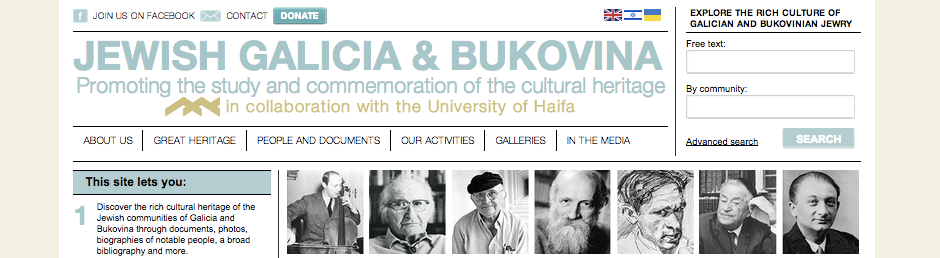 JOIN US ON FACEBOOK CONTACT DONATE
JEWISH GALICIA & BUKOVINA
Promoting the study and commemoration of the cultural heritage
in collaboration with the University of Haifa
EXPLORE THE RICH CULTURE OF
GALICIAN AND BUKOVINIAN JEWRY
Free text:
By community:
Advanced search SEARCH
ABOUT US GREAT HERITAGE PEOPLE AND DOCUMENTS OUR ACTIVITIES GALLERIES IN THE MEDIA
This site lets you:
1 Discover the rich cultural heritage of the
Jewish communities of Galicia and
Bukovina through documents, photos,
biographies of notable people, a broad
bibliography and more.